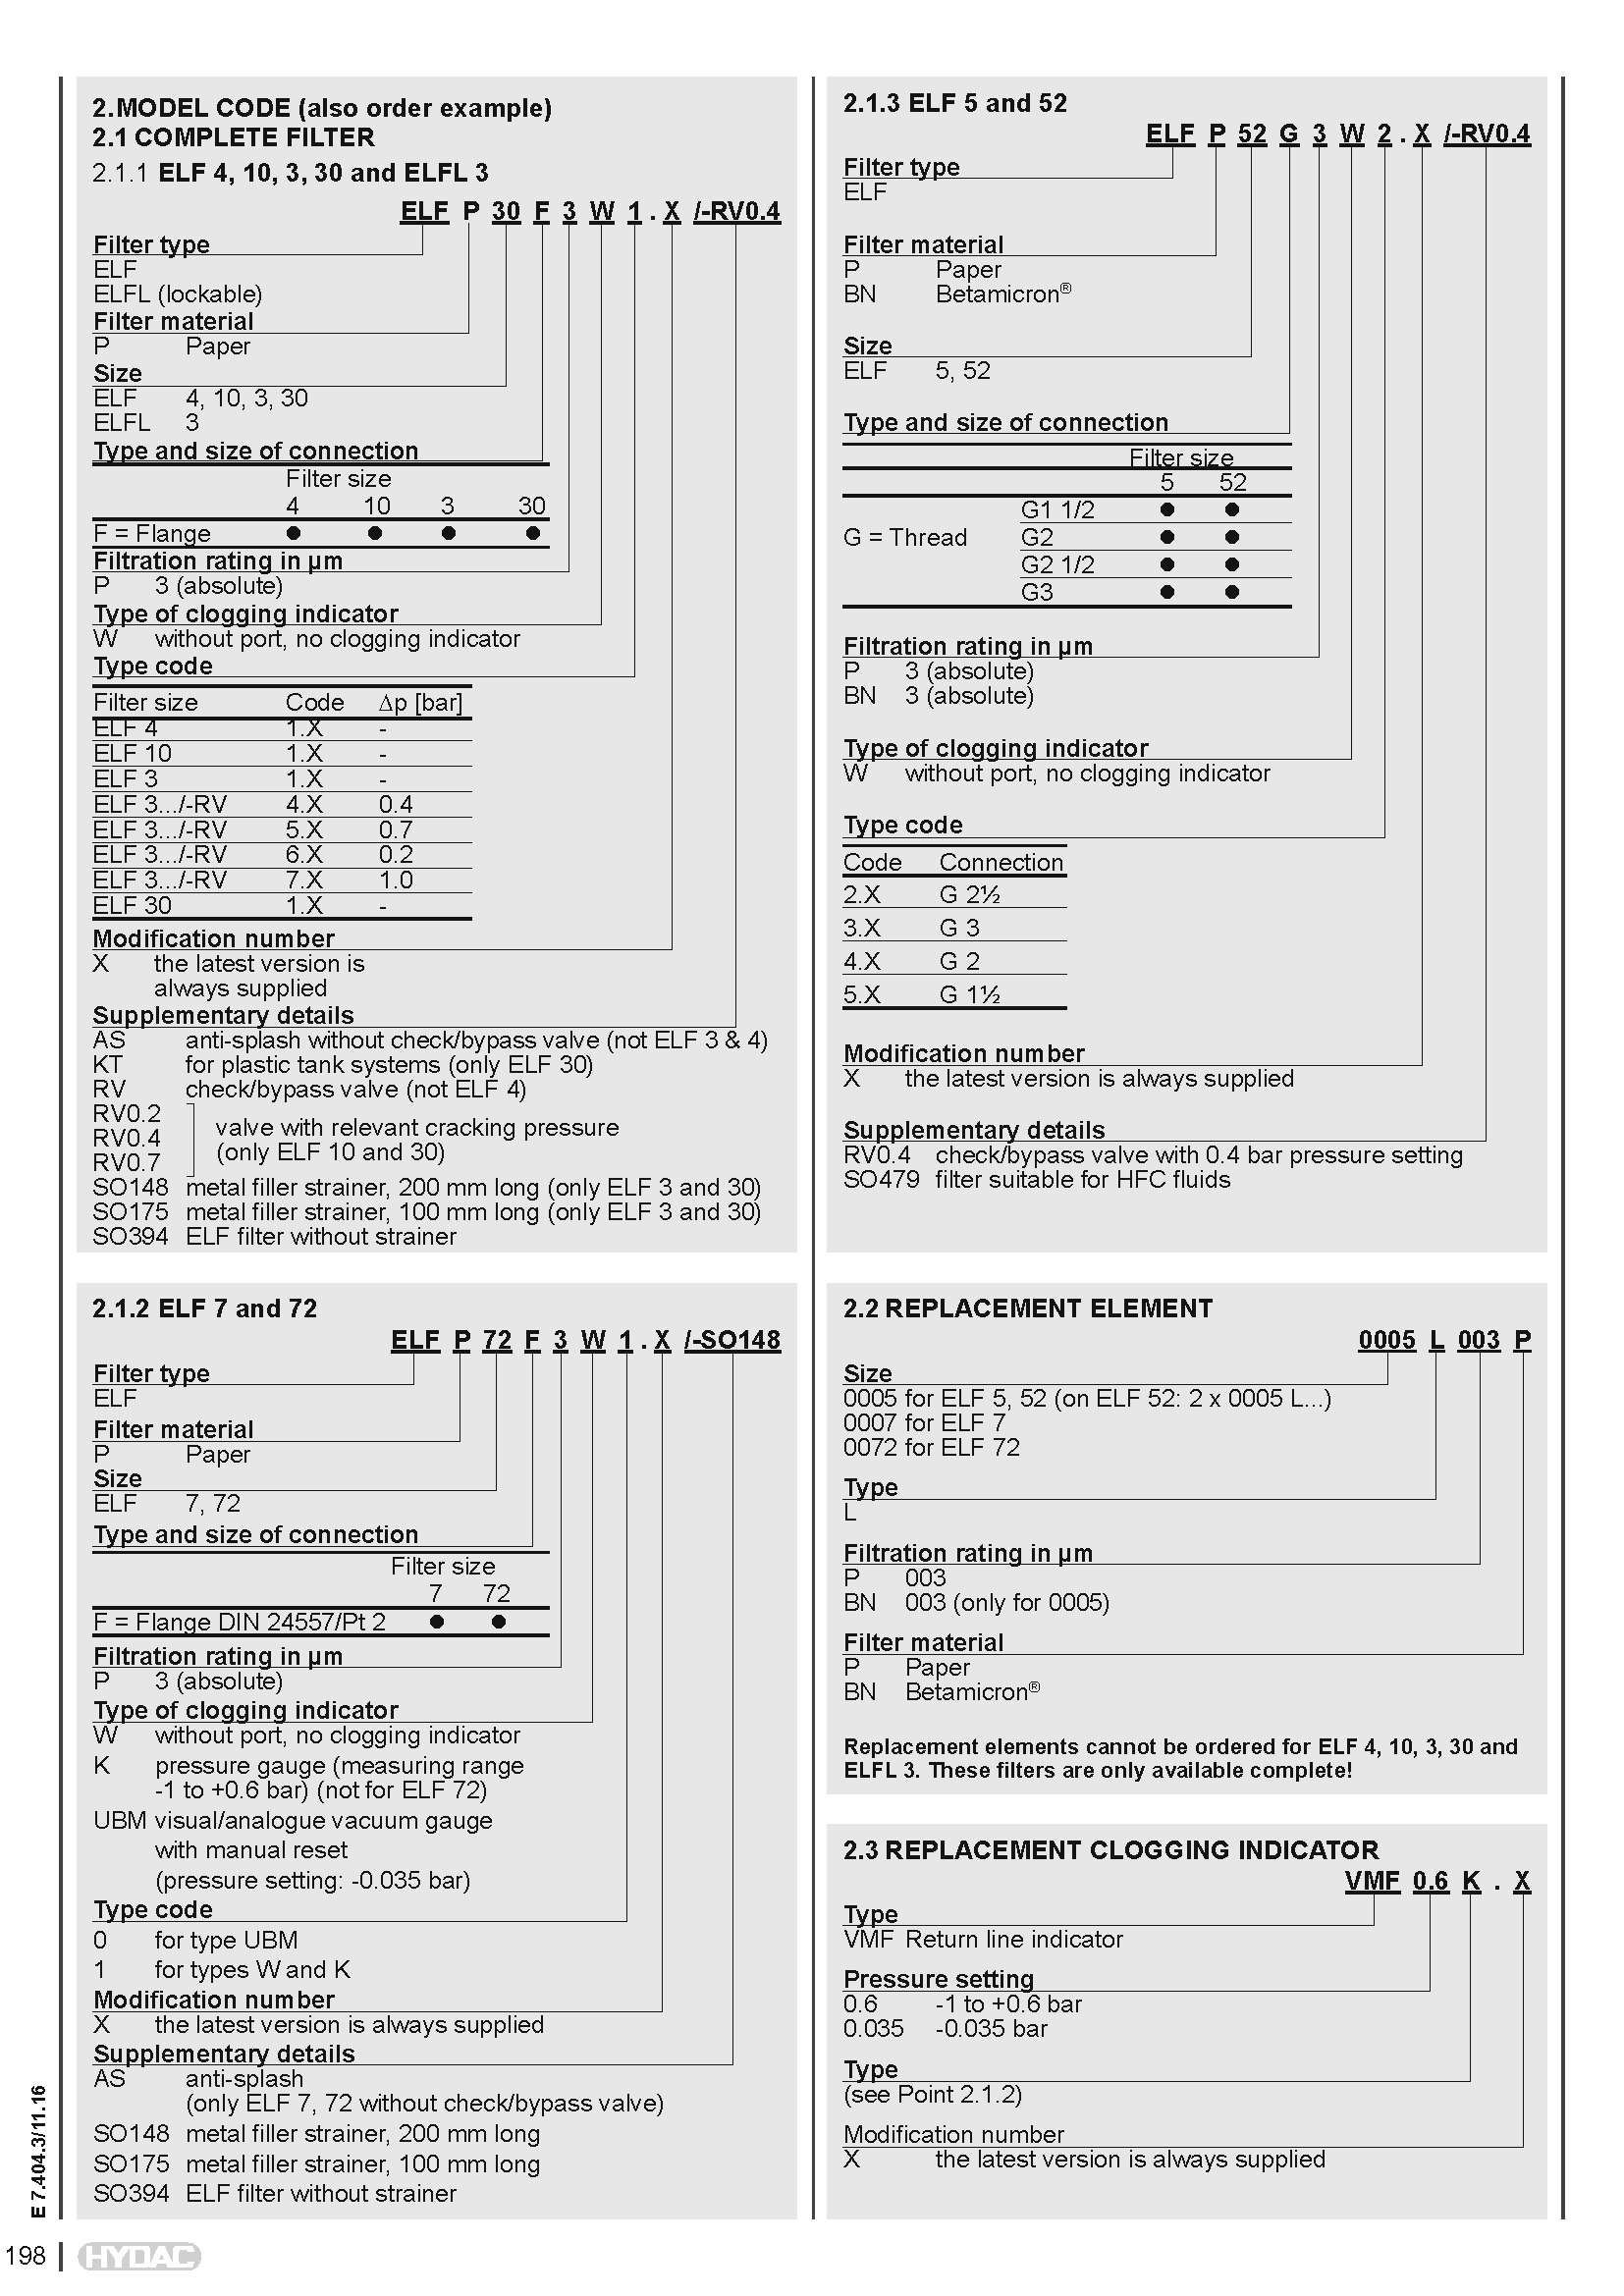 2.MODEL CODE (also order example)
2.1 COMPLETE FILTER
2.1.1 ELF 4, 10, 3, 30 and ELFL 3
ELF P 30 F 3 W 1 . X /-RV0.4
Filter type
ELF
ELFL (lockable)
Filter material
P Paper
Size
ELF 4, 10, 3, 30
ELFL 3
Type and size of connection
Filter size
4 10 3 30
F = Flange ● ● ● ●
Filtration rating in µm
P 3 (absolute)
Type of clogging indicator
W without port, no clogging indicator
Type code
Filter size Code Δp [bar]
ELF 4 1.X -
ELF 10 1.X -
ELF 3 1.X -
ELF 3.../-RV 4.X 0.4
ELF 3.../-RV 5.X 0.7
ELF 3.../-RV 6.X 0.2
ELF 3.../-RV 7.X 1.0
ELF 30 1.X -
Modification number
X the latest version is
always supplied
Supplementary details
AS anti-splash without check/bypass valve (not ELF 3 & 4)
KT for plastic tank systems (only ELF 30)
RV check/bypass valve (not ELF 4)
RV0.2
RV0.4
RV0.7
valve with relevant cracking pressure
(only ELF 10 and 30)
SO148 metal filler strainer, 200 mm long (only ELF 3 and 30)
SO175 metal filler strainer, 100 mm long (only ELF 3 and 30)
SO394 ELF filter without strainer
2.1.2 ELF 7 and 72
ELF P 72 F 3 W 1 . X /-SO148
Filter type
ELF
Filter material
P Paper
Size
ELF 7, 72
Type and size of connection
Filter size
7 72
F = Flange DIN 24557/Pt 2 ● ●
Filtration rating in µm
P 3 (absolute)
Type of clogging indicator
W without port, no clogging indicator
K pressure gauge (measuring range
-1 to +0.6 bar) (not for ELF 72)
UBM visual/analogue vacuum gauge
with manual reset
(pressure setting: -0.035 bar)
Type code
0 for type UBM
1 for types W and K
Modification number
X the latest version is always supplied
Supplementary details
AS anti-splash
(only ELF 7, 72 without check/bypass valve)
SO148 metal filler strainer, 200 mm long
SO175 metal filler strainer, 100 mm long
SO394 ELF filter without strainer
2.1.3 ELF 5 and 52
ELF P 52 G 3 W 2 . X /-RV0.4
Filter type
ELF
Filter material
P Paper
BN Betamicron®
Size
ELF 5, 52
Type and size of connection
Filter size
5 52
G1 1/2 ● ●
G = Thread G2 ● ●
G2 1/2 ● ●
G3 ● ●
Filtration rating in µm
P 3 (absolute)
BN 3 (absolute)
Type of clogging indicator
W without port, no clogging indicator
Type code
Code Connection
2.X G 2½
3.X G 3
4.X G 2
5.X G 1½
Modification number
X the latest version is always supplied
Supplementary details
RV0.4 check/bypass valve with 0.4 bar pressure setting
SO479 filter suitable for HFC fluids
2.2 REPLACEMENT ELEMENT
0005 L 003 P
Size
0005 for ELF 5, 52 (on ELF 52: 2 x 0005 L...)
0007 for ELF 7
0072 for ELF 72
Type
L
Filtration rating in µm
P 003
BN 003 (only for 0005)
Filter material
P Paper
BN Betamicron®
Replacement elements cannot be ordered for ELF 4, 10, 3, 30 and
ELFL 3. These filters are only available complete!
2.3 REPLACEMENT CLOGGING INDICATOR
VMF 0.6 K . X
Type
VMF Return line indicator
Pressure setting
0.6 -1 to +0.6 bar
0.035 -0.035 bar
Type
(see Point 2.1.2)
Modification number
X the latest version is always supplied
E 7.404.3/11.16
198 HYDAC